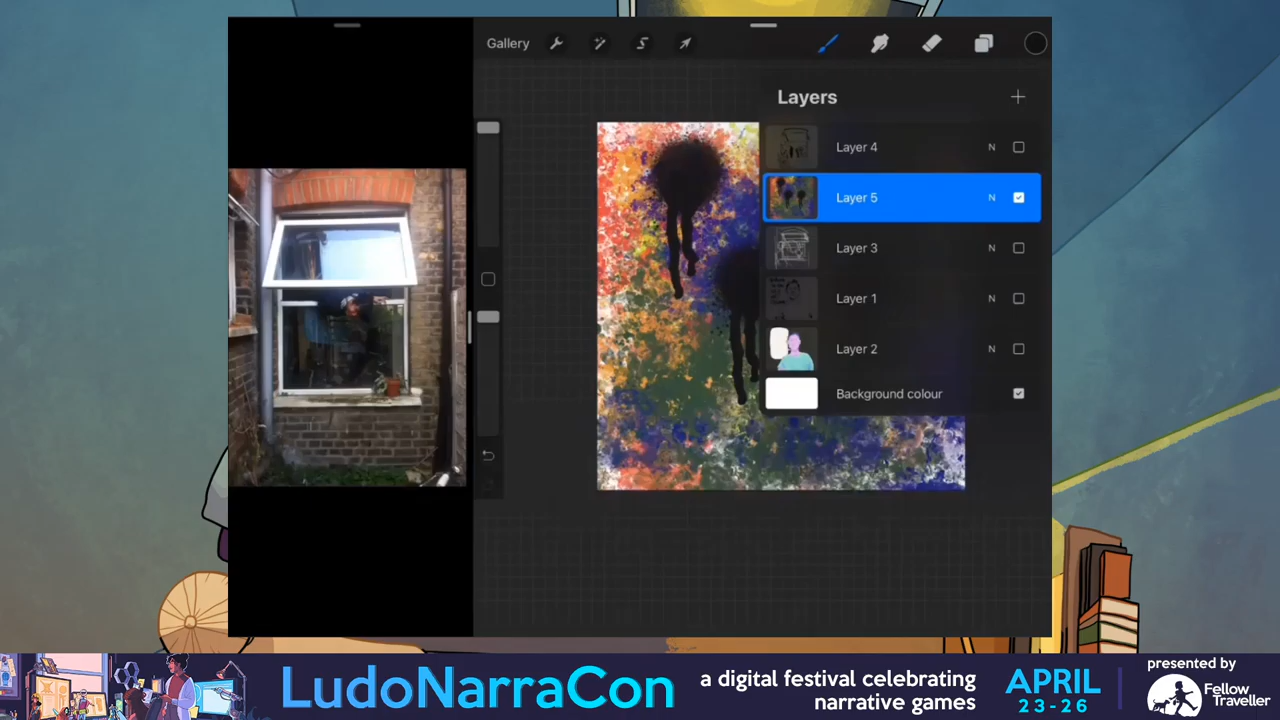 Gallery
Layers
Layer 4 N
Layer 5 N
Layer 3 N
Layer 1 N
Layer 2 N
Background colour
LudoNarraCon
a digital festival celebrating
narrative games
APRIL
23-26
presented by
Fellow
Traveller